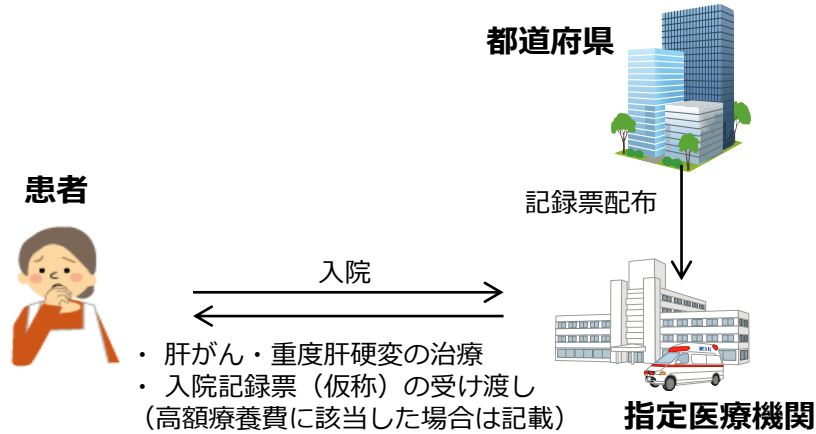 都道府県
患者
記録票配布
入院
・ 肝がん・重度肝硬変の治療
・ 入院記録票（仮称）の受け渡し
（高額療養費に該当した場合は記載）
指定医療機関